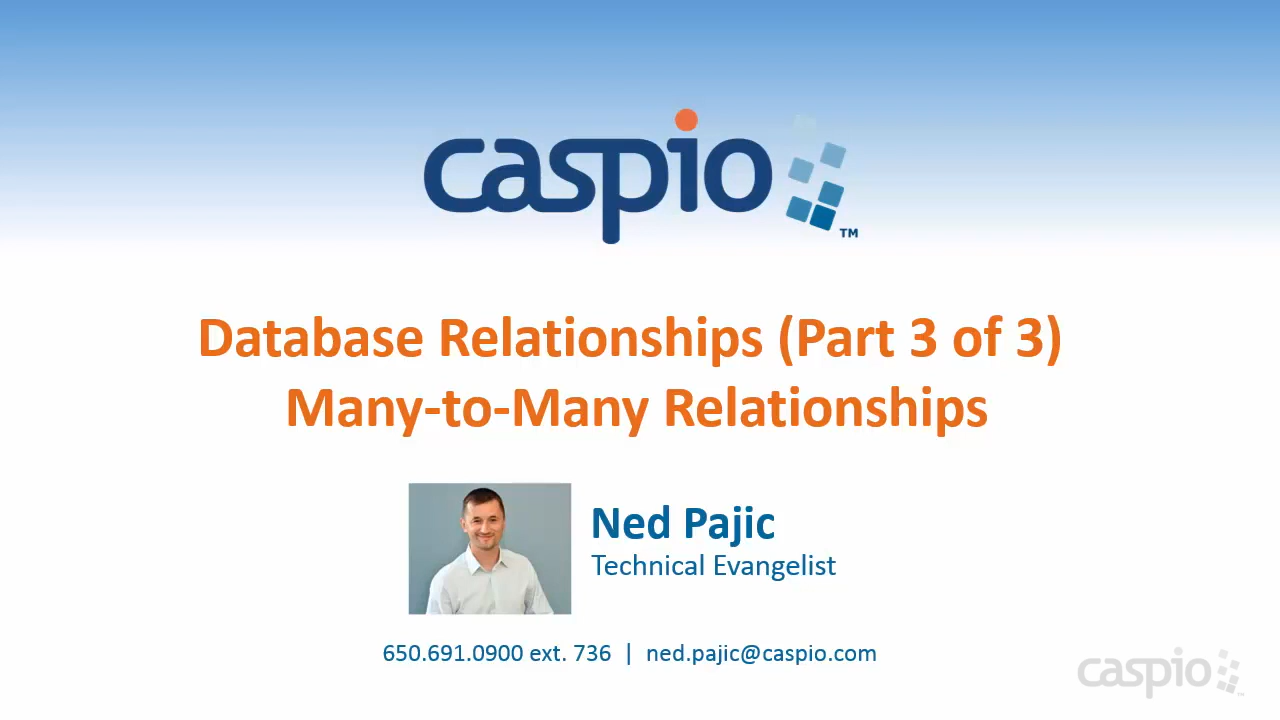 caspio
TM
Database Relationships (Part 3 of 3)
Many-to-Many Relationships
Ned Pajic
Technical Evangelist
650.691.0900 ext. 736 | ned.pajic@caspio.com
caspio